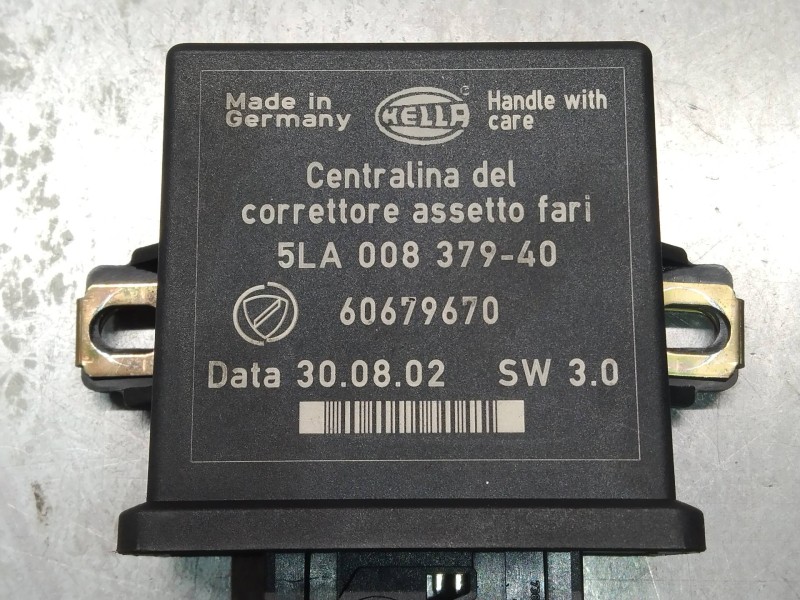 Made in
Germany
HELLA
Handle with
care
Centralina del
correttore assetto fari
5LA 008 379-40
60679670
Data 30.08.02 SW 3.0